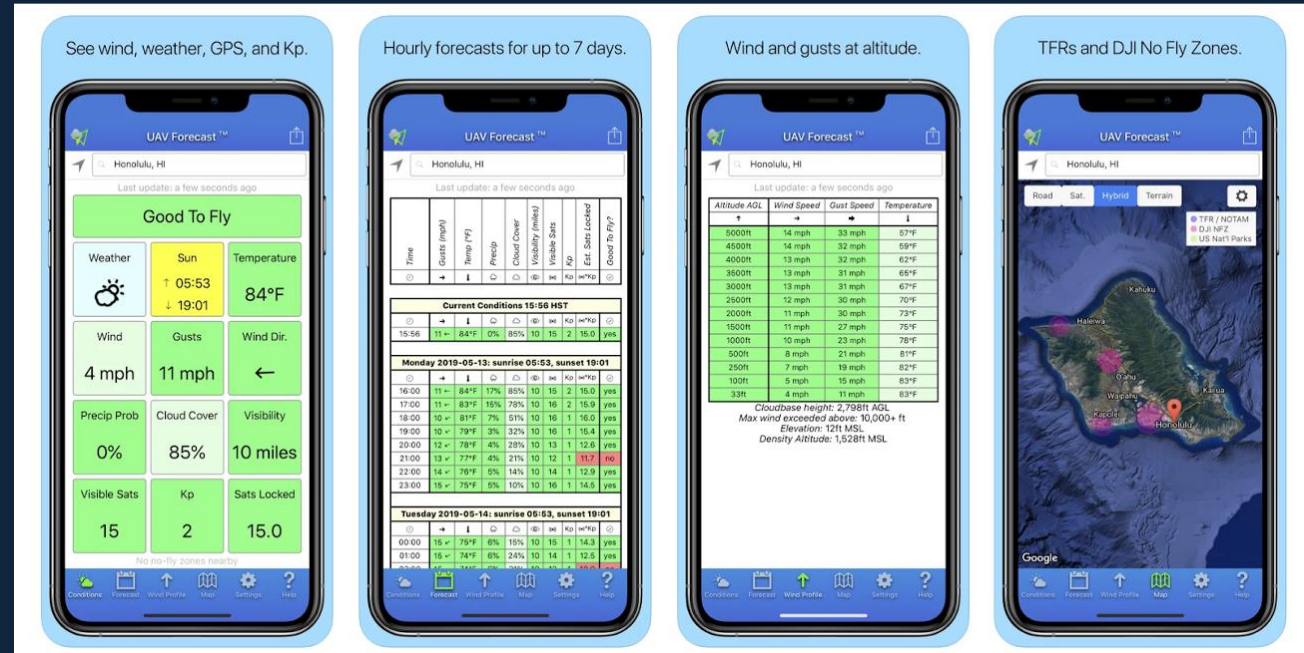 See wind, weather, GPS, and Kp.
UAV Forecast ™
Honolulu, HI
Last update: a few seconds ago
Good To Fly
Weather Sun Temperature
↑ 05:53
↓ 19:01
84°F
Wind Gusts Wind Dir.
4 mph 11 mph ←
Precip Prob Cloud Cover Visibility
0% 85% 10 miles
Visible Sats Kp Sats Locked
15 2 15.0
No no-fly zones nearby
Conditions Forecast Wind Profile Map Settings Help
Hourly forecasts for up to 7 days.
UAV Forecast ™
Honolulu, HI
Last update: a few seconds ago
Time Gusts (mph) Temp (°F) Precip Cloud Cover Visibility (miles) Visible Sats Kp Est. Sats Locked Good To Fly?
Kp Kp
Current Conditions 15:56 HST
Kp Kp
15:56 11 ← 84°F 0% 85% 10 15 2 15.0 yes
Monday 2019-05-13: sunrise 05:53, sunset 19:01
Kp Kp
16:00 11 ← 84°F 17% 85% 10 15 2 15.0 yes
17:00 11 ← 83°F 15% 78% 10 16 2 15.9 yes
18:00 10 81°F 7% 51% 10 16 1 16.0 yes
19:00 10 79°F 3% 32% 10 16 1 15.4 yes
20:00 12 78°F 4% 28% 10 13 1 12.6 yes
21:00 13 77°F 4% 21% 10 12 1 11.7 no
22:00 14 76°F 5% 14% 10 14 1 12.9 yes
23:00 15 75°F 5% 10% 10 16 1 14.5 yes
Tuesday 2019-05-14: sunrise 05:53, sunset 19:01
Kp Kp
00:00 15 75°F 6% 15% 10 15 1 14.3 yes
01:00 15 74°F 6% 24% 10 14 1 12.5 yes
Conditions Forecast Wind Profile Map Settings Help
Wind and gusts at altitude.
UAV Forecast ™
Honolulu, HI
Last update: a few seconds ago
Altitude AGL Wind Speed Gust Speed Temperature
↑ → ➡ ⬇
5000ft 14 mph 33 mph 57°F
4500ft 14 mph 32 mph 59°F
4000ft 13 mph 32 mph 62°F
3500ft 13 mph 31 mph 65°F
3000ft 13 mph 31 mph 67°F
2500ft 12 mph 30 mph 70°F
2000ft 11 mph 30 mph 73°F
1500ft 11 mph 27 mph 75°F
1000ft 10 mph 23 mph 78°F
500ft 8 mph 21 mph 81°F
250ft 7 mph 19 mph 82°F
100ft 5 mph 15 mph 83°F
33ft 4 mph 11 mph 83°F
Cloudbase height: 2,798ft AGL
Max wind exceeded above: 10,000+ ft
Elevation: 12ft MSL
Density Altitude: 1,528ft MSL
Conditions Forecast Wind Profile Map Settings Help
TFRs and DJI No Fly Zones.
UAV Forecast ™
Honolulu, HI
Road Sat. Hybrid Terrain
TFR / NOTAM
DJI NFZ
US Nat'l Parks
Kahuku
Haleiwa
O'ahu
Waipahu
Kailua
Kapolei
Honolulu
Google
Conditions Forecast Wind Profile Map Settings Help